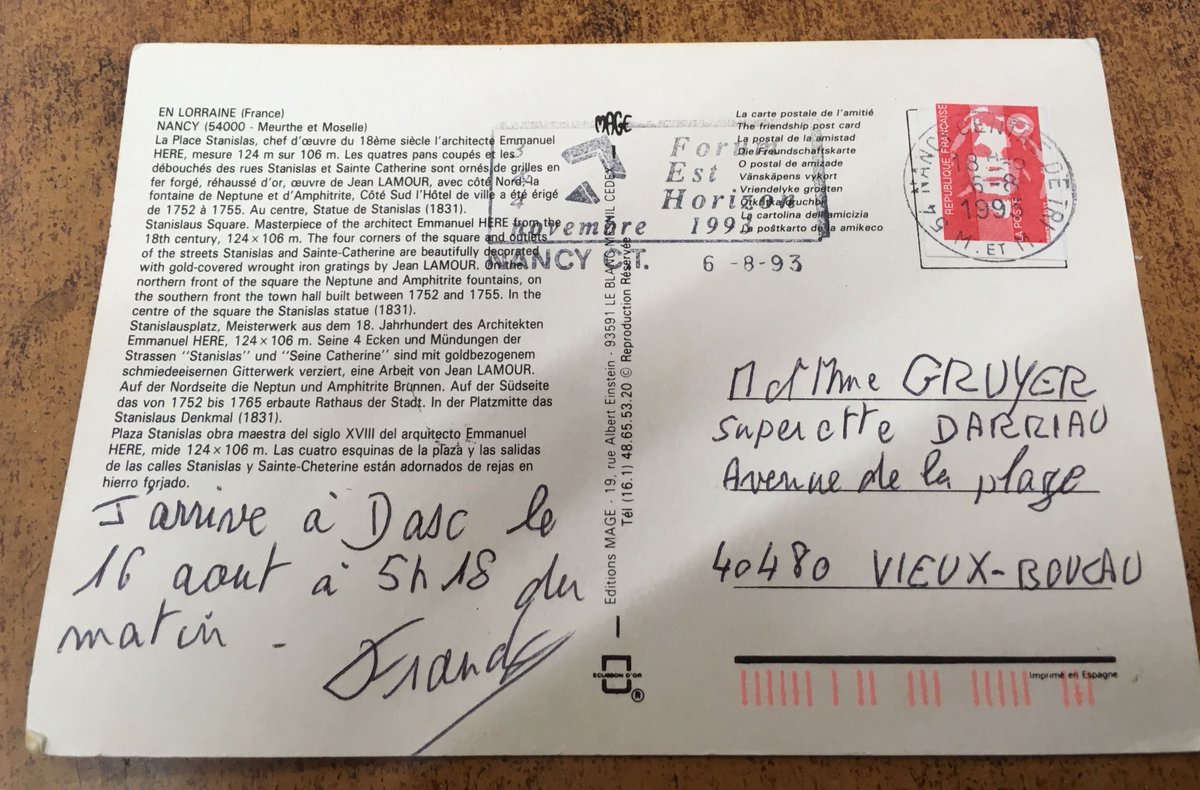 EN LORRAINE (France)
NANCY (54000 - Meurthe et Moselle)
La Place Stanislas, chef d'œuvre du 18ème siècle l'architecte Emmanuel
HERE, mesure 124 m sur 106 m. Les quatres pans coupés et les
débouchés des rues Stanislas et Sainte Catherine sont ornés de grilles en
fer forgé, réhaussé d'or, œuvre de Jean LAMOUR, avec côté Nord, la
fontaine de Neptune et d'Amphitrite, Côté Sud l'Hôtel de ville a été érigé
de 1752 à 1755. Au centre, Statue de Stanislas (1831).
Stanislaus Square. Masterpiece of the architect Emmanuel HERE from the
18th century, 124 × 106 m. The four corners of the square and outlets
of the streets Stanislas and Sainte-Catherine are beautifully decorated
with gold-covered wrought iron gratings by Jean LAMOUR. On the
northern front of the square the Neptune and Amphitrite fountains, on
the southern front the town hall built between 1752 and 1755. In the
centre of the square the Stanislas statue (1831).
Stanislausplatz, Meisterwerk aus dem 18. Jahrhundert des Architekten
Emmanuel HERE, 124 × 106 m. Seine 4 Ecken und Mündungen der
Strassen "Stanislas" und "Seine Catherine" sind mit goldbezogenem
schmiedeeisernen Gitterwerk verziert, eine Arbeit von Jean LAMOUR.
Auf der Nordseite die Neptun und Amphitrite Brunnen. Auf der Südseite
das von 1752 bis 1765 erbaute Rathaus der Stadt. In der Platzmitte das
Stanislaus Denkmal (1831).
Plaza Stanislas obra maestra del siglo XVIII del arquitecto Emmanuel
HERE, mide 124 × 106 m. Las cuatro esquinas de la plaza y las salidas
de las calles Stanislas y Sainte-Cheterine están adornados de rejas en
hierro forjado.
J'arrive à Dasc le
16 aout à 5h18 du
matin -
Franck
MAGE
Editions MAGE - 19, rue Albert Einstein - 93591 LE BLANC MESNIL CEDEX
Tél (16.1) 48.65.53.20 © Reproduction Réservée
ECUSSON D'OR
®
Forum
Est
Horizon
novembre 199
NANCY C.T. 6 -8-93
La carte postale de l'amitié
The friendship post card
La postal de la amistad
Die Freundschaftskarte
O postal de amizade
Vänskäpens vykort
Vriendelyke groeten
La cartolina dell'amicizia
La poŝtkarto de la amikeco
REPUBLIQUE FRANÇAISE
LA POSTE
54 NANCY CENTRE DE TRI
18 H
6-8
1993
M. ET M.
M et Mme GRUYER
superette DARRIAU
Avenue de la plage
40480 VIEUX-BOUCAU
Imprimé en Espagne